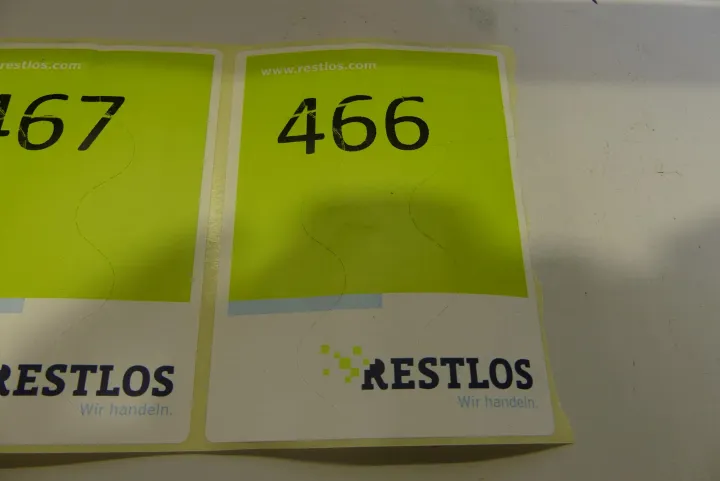 restlos.com
467
RESTLOS
Wir handeln.
www.restlos.com
466
RESTLOS
Wir handeln.